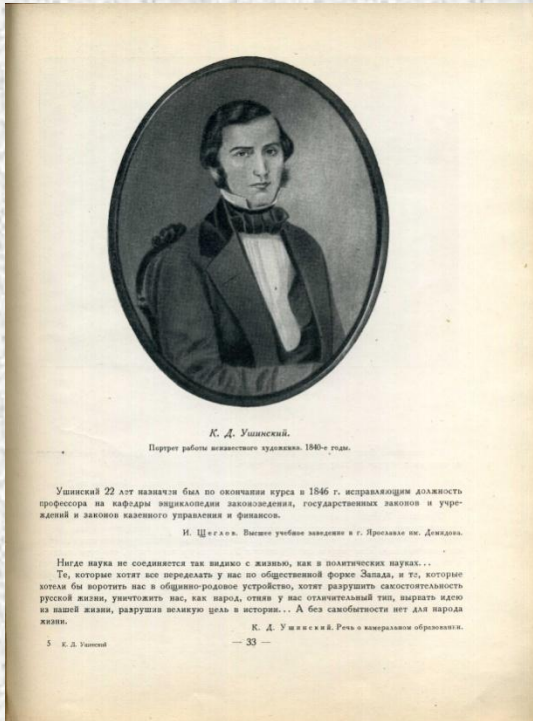 К. Д. Ушинский.
Портрет работы неизвестного художника. 1840-е годы.
Ушинский 22 лет назначен был по окончании курса в 1846 г. исправляющим должность
профессора на кафедры энциклопедии законоведения, государственных законов и учре-
ждений и законов казенного управления и финансов.
И. Щеглов. Высшее учебное заведение в г. Ярославле им. Демидова.
Нигде наука не соединяется так видимо с жизнью, как в политических науках...
Те, которые хотят все переделать у нас по общественной форме Запада, и те, которые
хотели бы воротить нас в общинно-родовое устройство, хотят разрушить самостоятельность
русской жизни, уничтожить нас, как народ, отняв у нас отличительный тип, вырвать идею
из нашей жизни, разрушив великую цель в истории... А без самобытности нет для народа
жизни.
К. Д. Ушинский. Речь о камеральном образовании.
5 К. Д. Ушинский
— 33 —